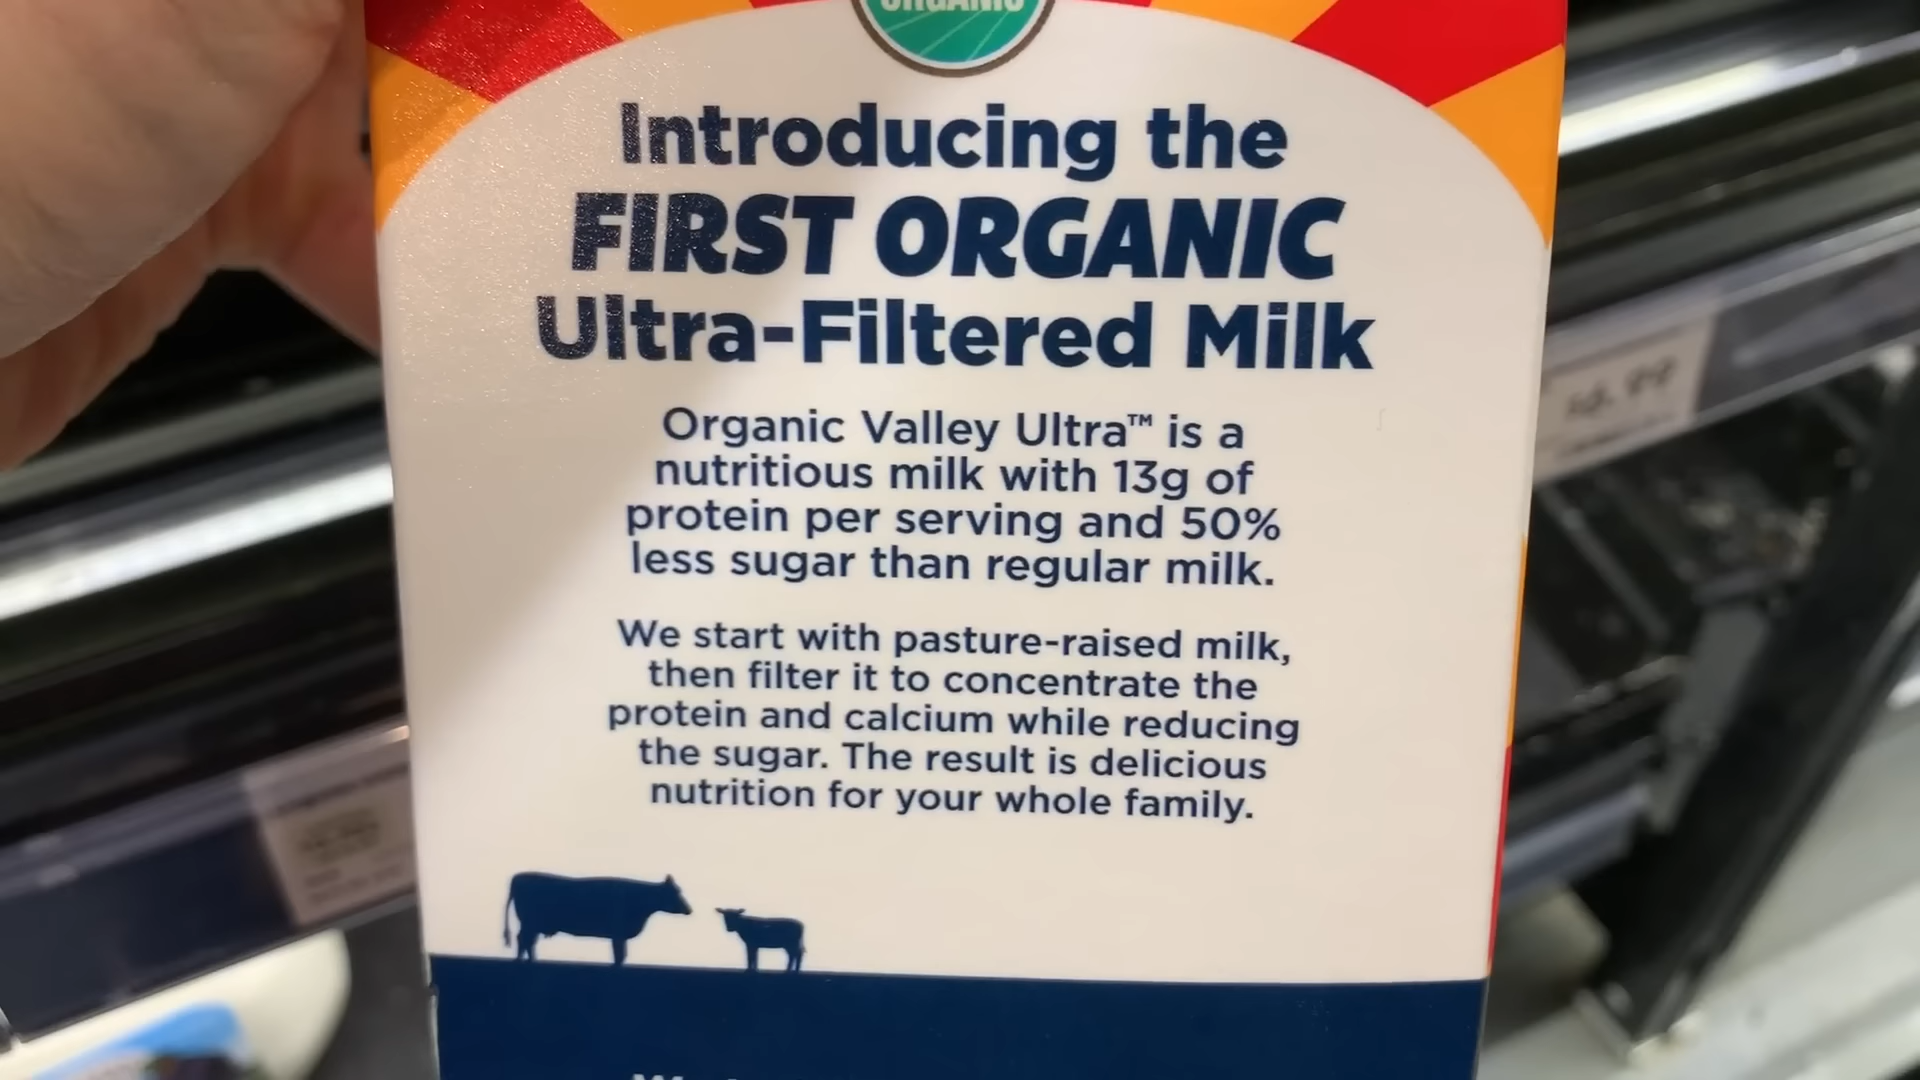 ORGANIC
Introducing the
FIRST ORGANIC
Ultra-Filtered Milk
Organic Valley Ultra™ is a
nutritious milk with 13g of
protein per serving and 50%
less sugar than regular milk.
We start with pasture-raised milk,
then filter it to concentrate the
protein and calcium while reducing
the sugar. The result is delicious
nutrition for your whole family.